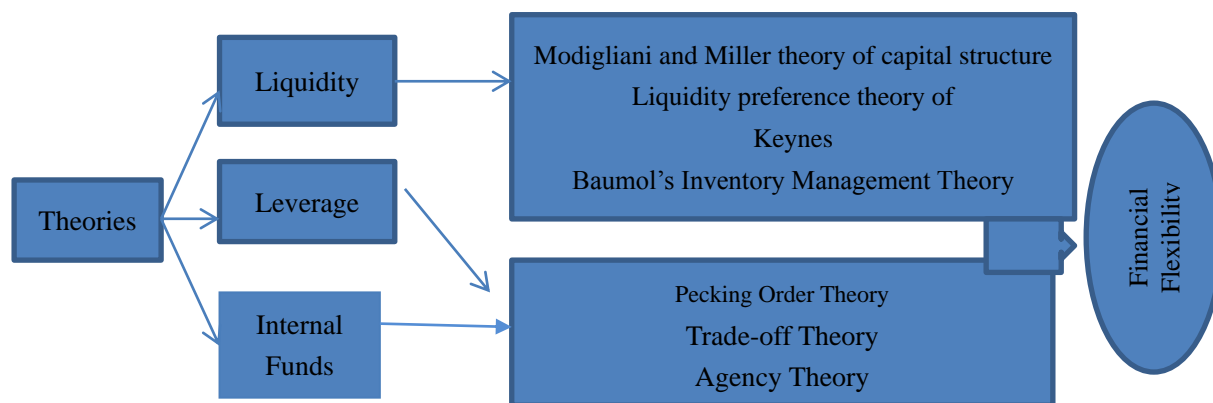 Theories
Liquidity
Leverage
Internal
Funds
Modigliani and Miller theory of capital structure
Liquidity preference theory of
Keynes
Baumol’s Inventory Management Theory
Pecking Order Theory
Trade-off Theory
Agency Theory
Financial
Flexibility